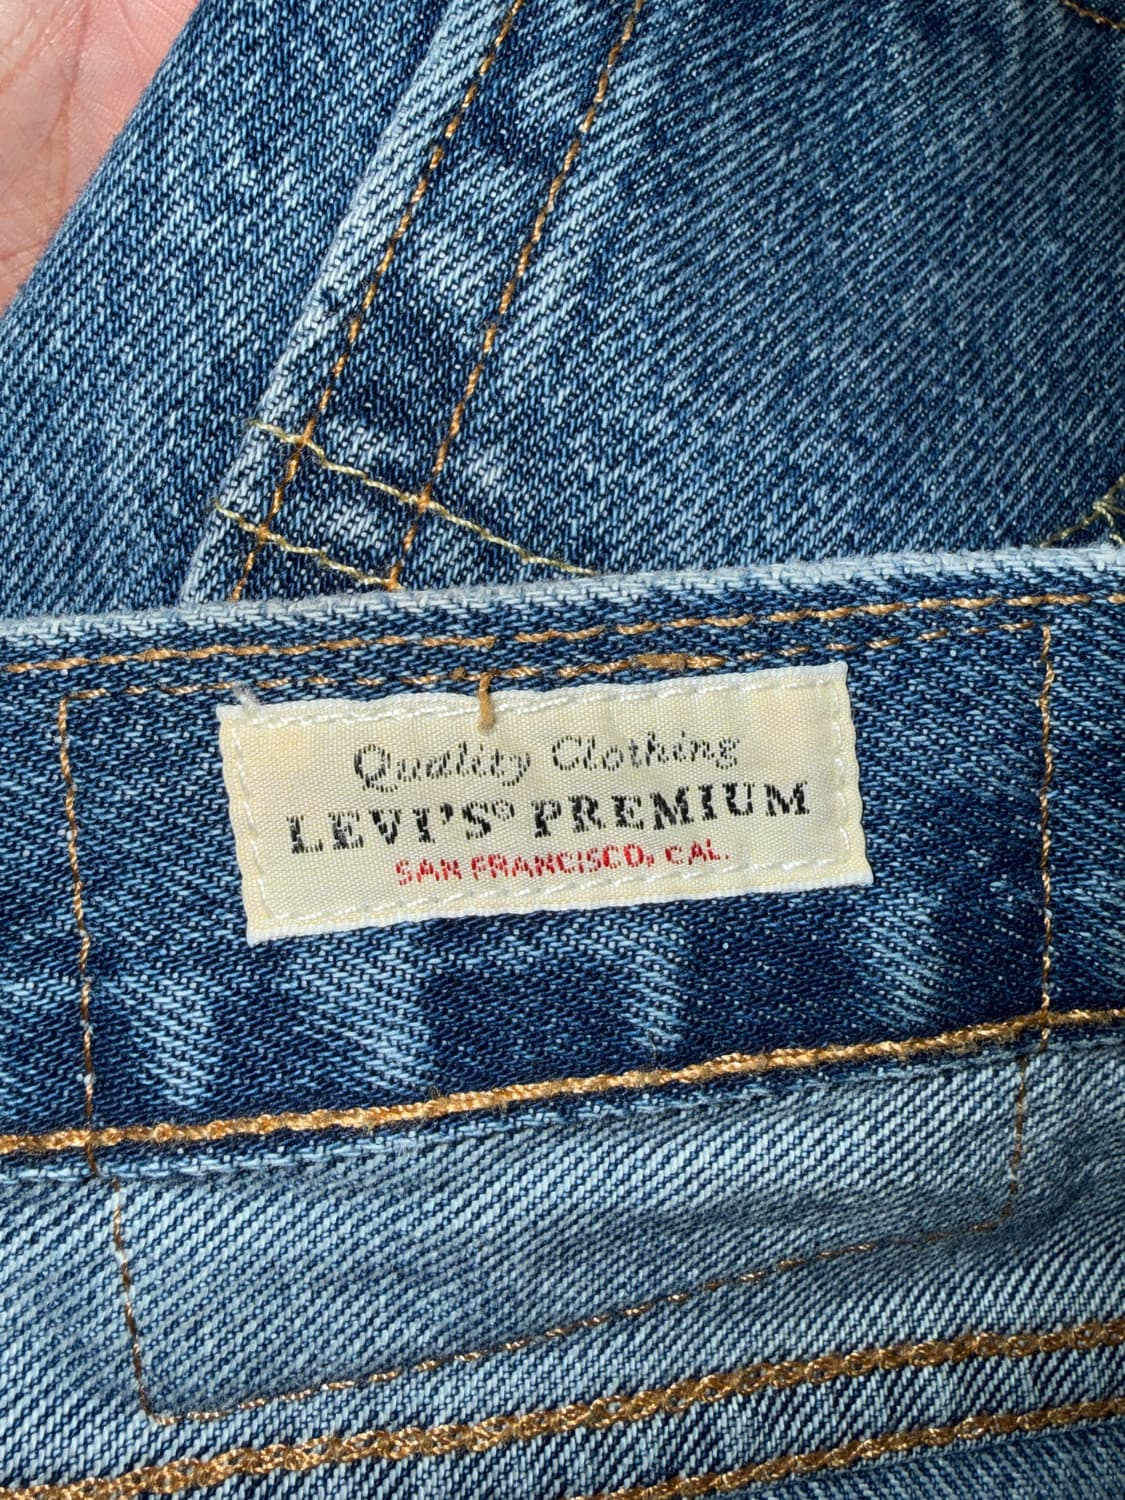 Quality Clothing
LEVI'S® PREMIUM
SAN FRANCISCO, CAL.